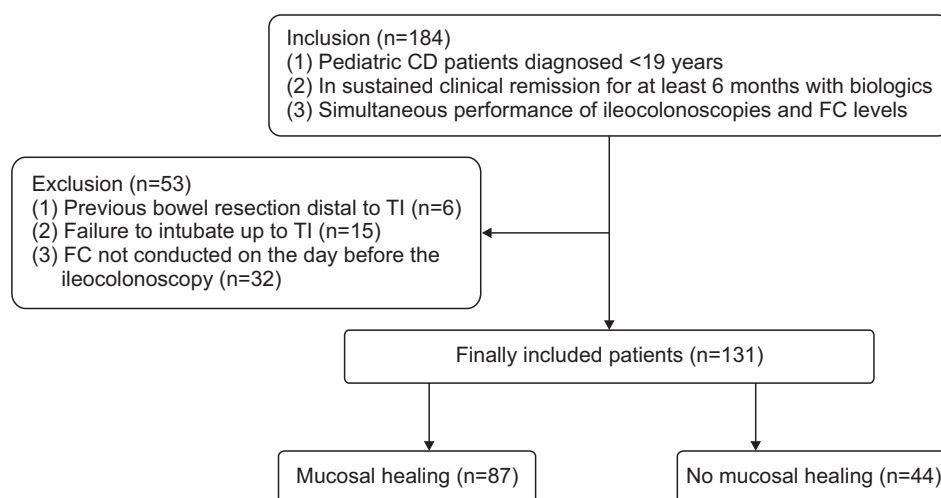 Inclusion (n=184)
(1) Pediatric CD patients diagnosed <19 years
(2) In sustained clinical remission for at least 6 months with biologics
(3) Simultaneous performance of ileocolonoscopies and FC levels
Exclusion (n=53)
(1) Previous bowel resection distal to TI (n=6)
(2) Failure to intubate up to TI (n=15)
(3) FC not conducted on the day before the
ileocolonoscopy (n=32)
Finally included patients (n=131)
Mucosal healing (n=87)
No mucosal healing (n=44)